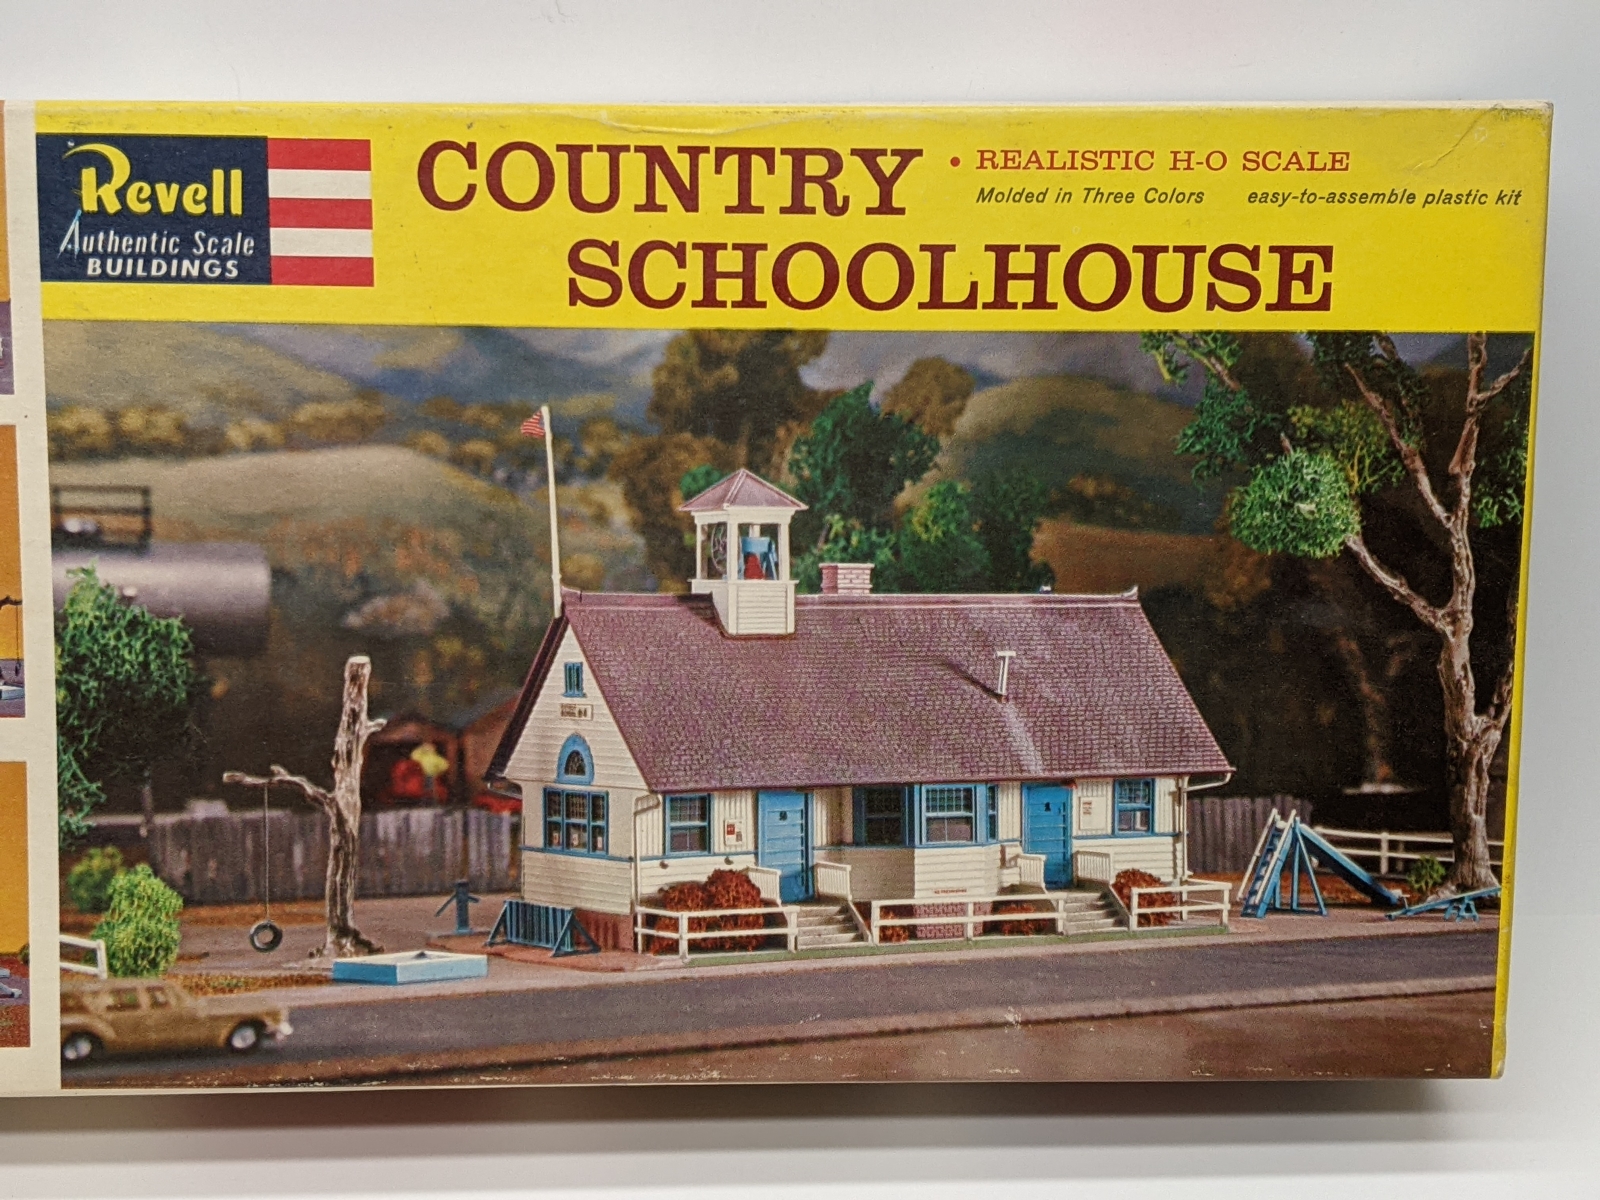 Revell
Authentic Scale
BUILDINGS
COUNTRY
SCHOOLHOUSE
• REALISTIC H-O SCALE
Molded in Three Colors easy-to-assemble plastic kit